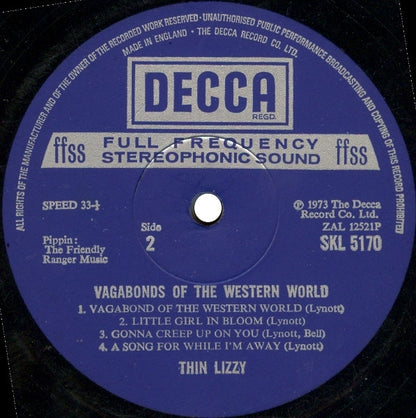 ALL RIGHTS OF THE MANUFACTURER AND OF THE OWNER OF THE RECORDED WORK RESERVED · UNAUTHORISED PUBLIC PERFORMANCE BROADCASTING AND COPYING OF THIS RECORD PROHIBITED
MADE IN ENGLAND · THE DECCA RECORD CO. LTD.
DECCA
REGD.
ffss FULL FREQUENCY STEREOPHONIC SOUND ffss
SPEED 33⅓
℗ 1973 The Decca
Record Co. Ltd.
ZAL 12521P
SKL 5170
Side
2
Pippin:
The Friendly
Ranger Music
VAGABONDS OF THE WESTERN WORLD
1. VAGABOND OF THE WESTERN WORLD (Lynott)
2. LITTLE GIRL IN BLOOM (Lynott)
3. GONNA CREEP UP ON YOU (Lynott, Bell)
4. A SONG FOR WHILE I'M AWAY (Lynott)
THIN LIZZY